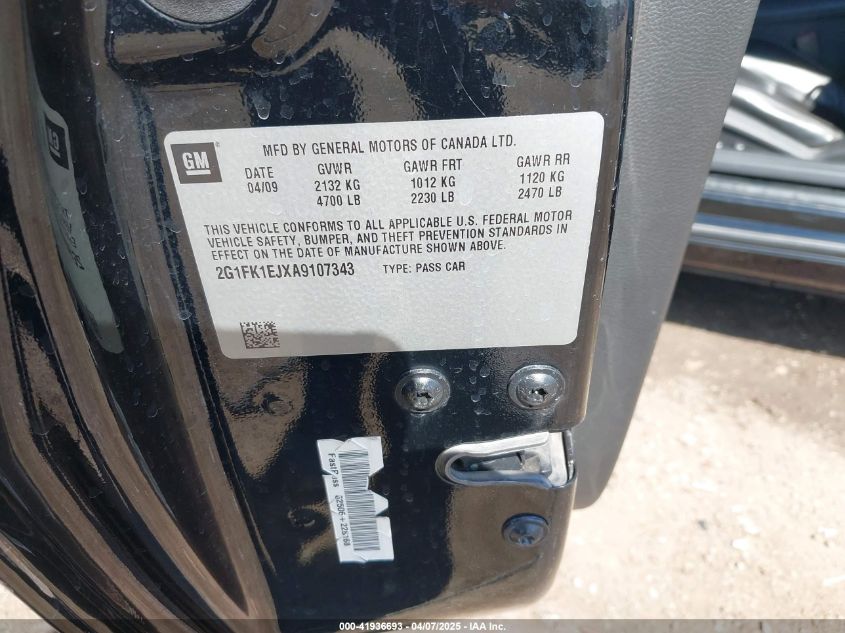 GM
MFD BY GENERAL MOTORS OF CANADA LTD.
DATE GVWR GAWR FRT GAWR RR
04/09 2132 KG 1012 KG 1120 KG
4700 LB 2230 LB 2470 LB
THIS VEHICLE CONFORMS TO ALL APPLICABLE U.S. FEDERAL MOTOR
VEHICLE SAFETY, BUMPER, AND THEFT PREVENTION STANDARDS IN
EFFECT ON THE DATE OF MANUFACTURE SHOWN ABOVE.
2G1FK1EJXA9107343 TYPE: PASS CAR
FastPass
000-41936693 | 04/07/2025 - IAA Inc.